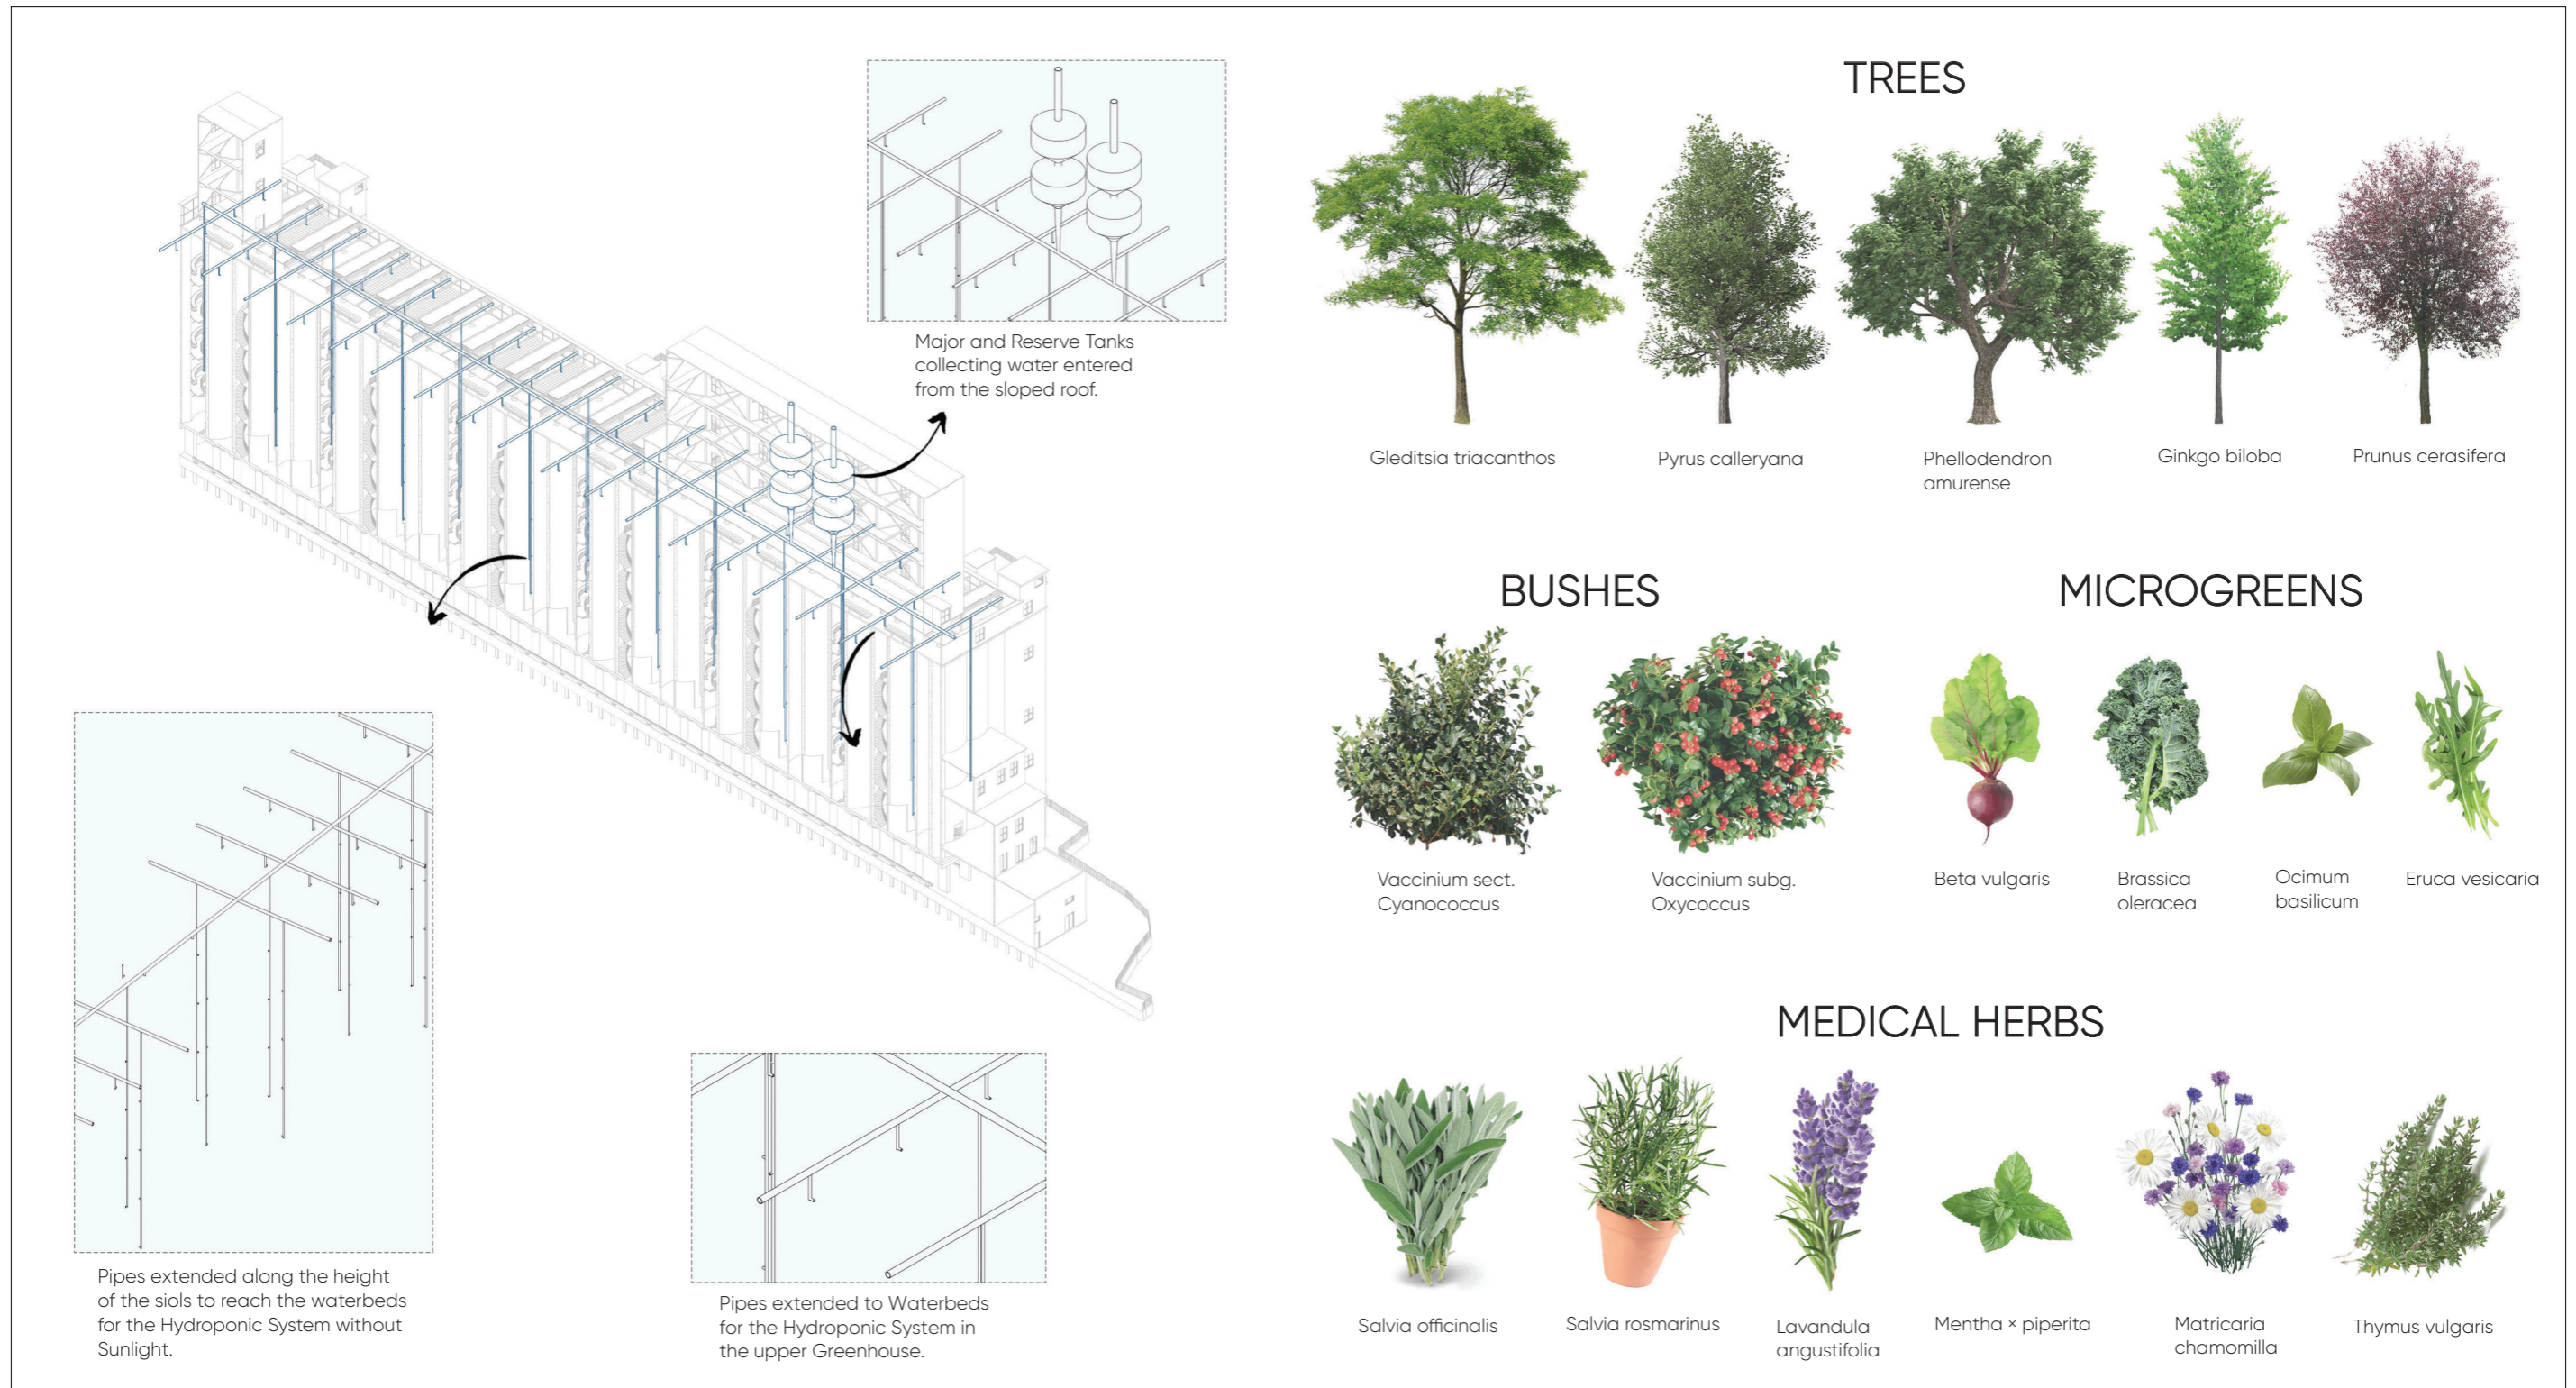 Major and Reserve Tanks
collecting water entered
from the sloped roof.
Pipes extended along the height
of the siols to reach the waterbeds
for the Hydroponic System without
Sunlight.
Pipes extended to Waterbeds
for the Hydroponic System in
the upper Greenhouse.
TREES
Gleditsia triacanthos
Pyrus calleryana
Phellodendron
amurense
Ginkgo biloba
Prunus cerasifera
BUSHES
Vaccinium sect.
Cyanococcus
Vaccinium subg.
Oxycoccus
MICROGREENS
Beta vulgaris
Brassica
oleracea
Ocimum
basilicum
Eruca vesicaria
MEDICAL HERBS
Salvia officinalis
Salvia rosmarinus
Lavandula
angustifolia
Mentha × piperita
Matricaria
chamomilla
Thymus vulgaris